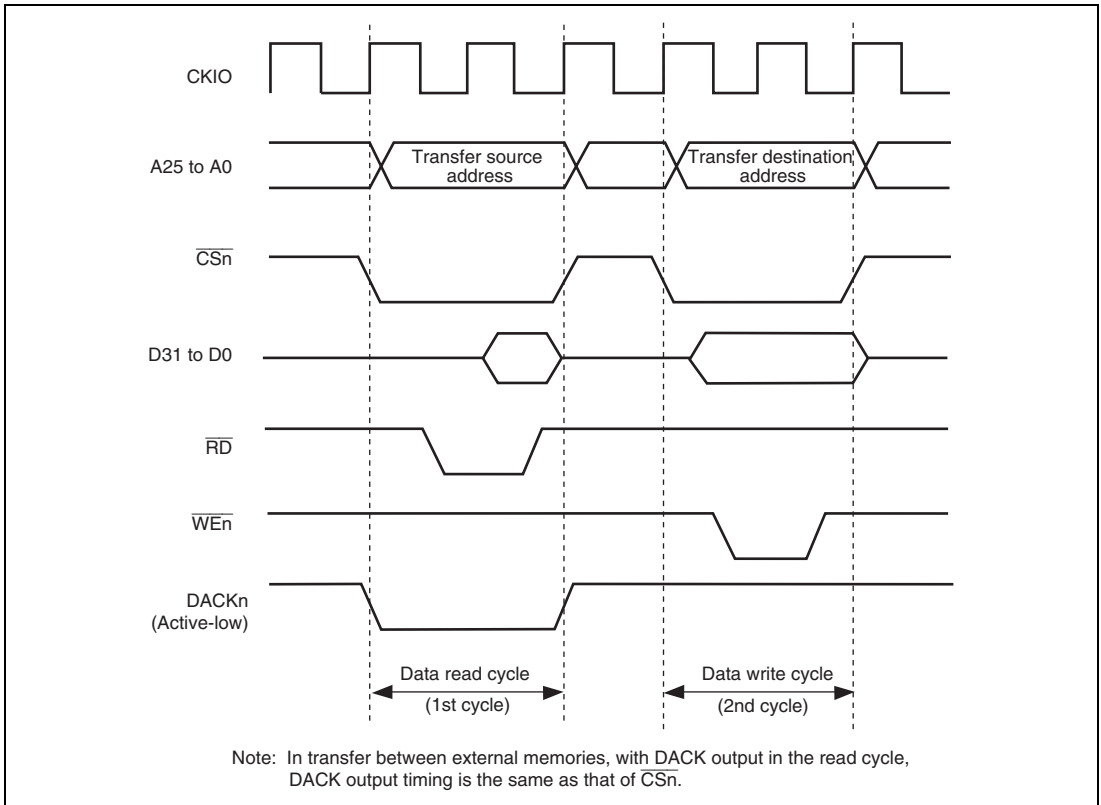 CKIO
A25 to A0
Transfer source
address
Transfer destination
address
CSn
D31 to D0
RD
WEn
DACKn
(Active-low)
Data read cycle
(1st cycle)
Data write cycle
(2nd cycle)
Note: In transfer between external memories, with DACK output in the read cycle,
DACK output timing is the same as that of CSn.